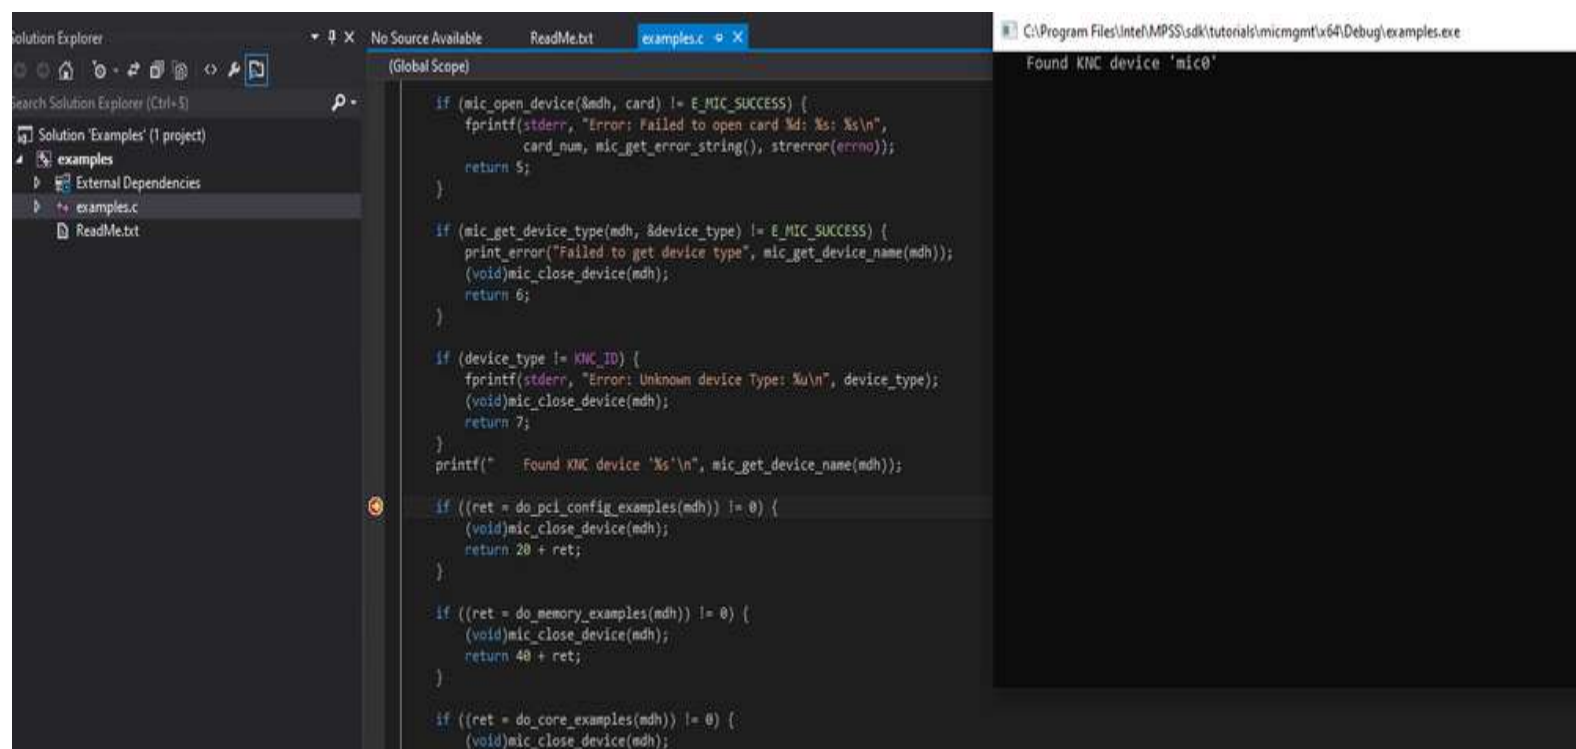 Solution Explorer
Search Solution Explorer (Ctrl+$)
Solution 'Examples' (1 project)
examples
External Dependencies
examples.c
ReadMe.txt
No Source Available ReadMe.txt examples.c
(Global Scope)
if (mic_open_device(&mdh, card) != E_MIC_SUCCESS) {
fprintf(stderr, "Error: Failed to open card %d: %s: %s\n",
card_num, mic_get_error_string(), strerror(errno));
return 5;
}
if (mic_get_device_type(mdh, &device_type) != E_MIC_SUCCESS) {
print_error("Failed to get device type", mic_get_device_name(mdh));
(void)mic_close_device(mdh);
return 6;
}
if (device_type != KNC_ID) {
fprintf(stderr, "Error: Unknown device Type: %u\n", device_type);
(void)mic_close_device(mdh);
return 7;
}
printf("    Found KNC device '%s'\n", mic_get_device_name(mdh));
if ((ret = do_pci_config_examples(mdh)) != 0) {
(void)mic_close_device(mdh);
return 20 + ret;
}
if ((ret = do_memory_examples(mdh)) != 0) {
(void)mic_close_device(mdh);
return 40 + ret;
}
if ((ret = do_core_examples(mdh)) != 0) {
(void)mic_close_device(mdh);
C:\Program Files\Intel\MPSS\sdk\tutorials\micmgmt\x64\Debug\examples.exe
Found KNC device 'mic0'